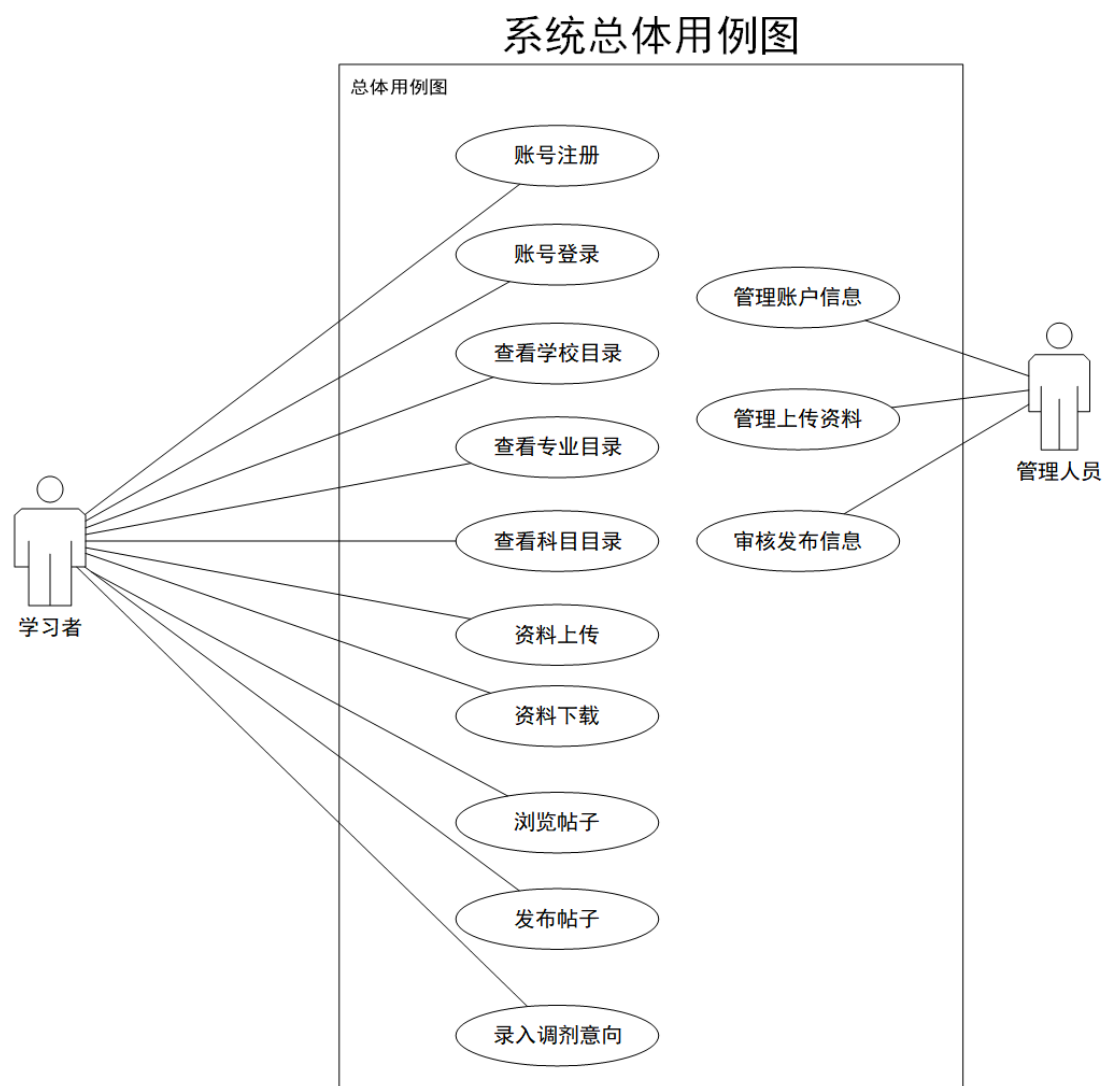 系统总体用例图
总体用例图
账号注册
账号登录
管理账户信息
查看学校目录
管理上传资料
查看专业目录
管理人员
查看科目目录
审核发布信息
学习者
资料上传
资料下载
浏览帖子
发布帖子
录入调剂意向